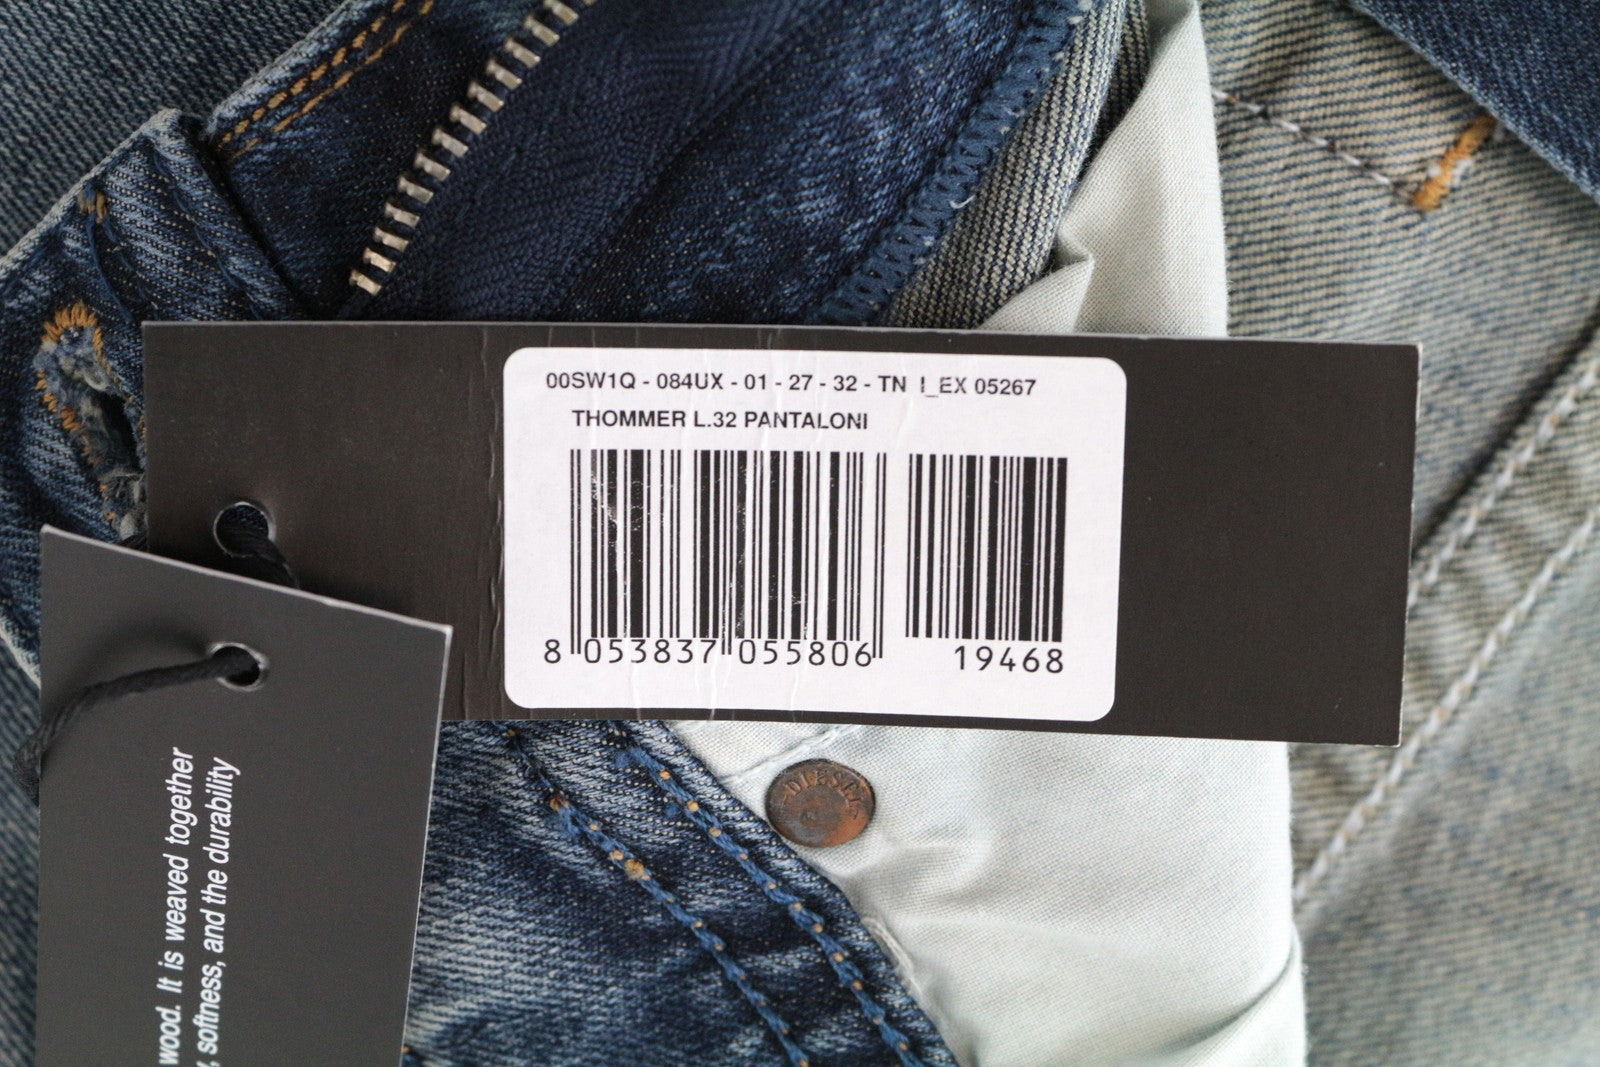 00SW1Q - 084UX - 01 - 27 - 32 - TN I_EX 05267
THOMMER L.32 PANTALONI
8 053837 055806 19468
DIESEL
wood. It is weaved together
softness, and the durability